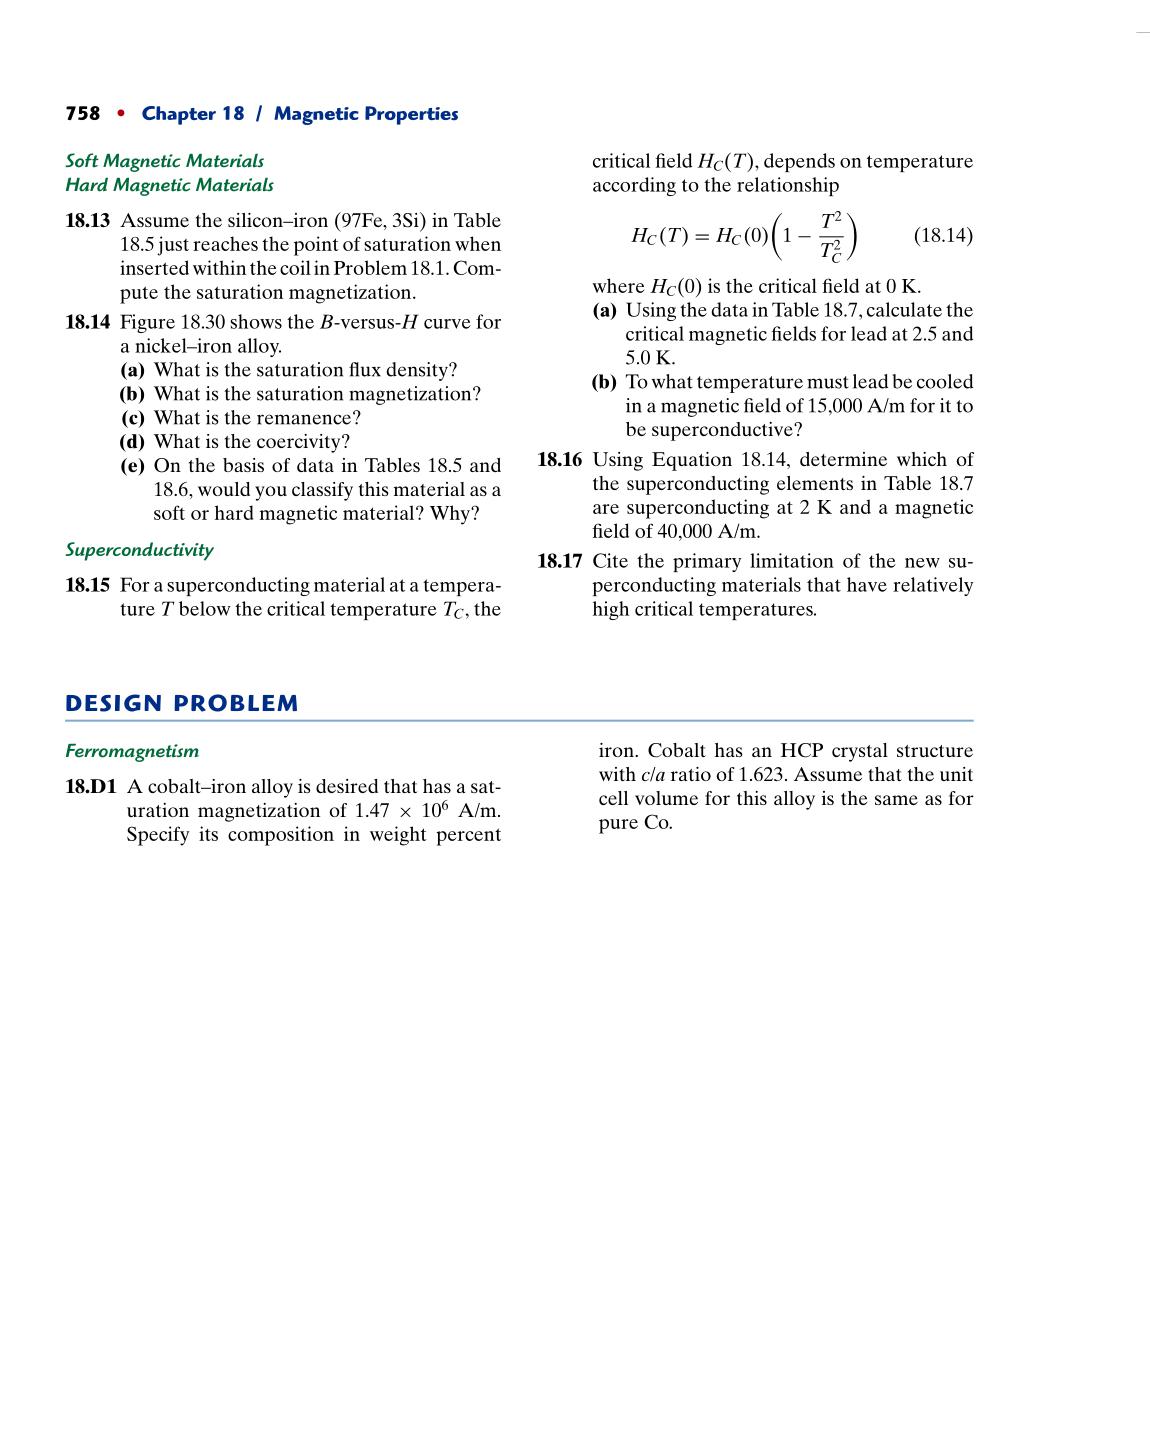 758 • Chapter 18 / Magnetic Properties
Soft Magnetic Materials
Hard Magnetic Materials
18.13 Assume the silicon–iron (97Fe, 3Si) in Table
18.5 just reaches the point of saturation when
inserted within the coil in Problem 18.1. Com-
pute the saturation magnetization.
18.14 Figure 18.30 shows the B-versus-H curve for
a nickel–iron alloy.
(a) What is the saturation flux density?
(b) What is the saturation magnetization?
(c) What is the remanence?
(d) What is the coercivity?
(e) On the basis of data in Tables 18.5 and
18.6, would you classify this material as a
soft or hard magnetic material? Why?
Superconductivity
18.15 For a superconducting material at a tempera-
ture T below the critical temperature T_C, the
critical field H_C(T), depends on temperature
according to the relationship
H_C(T) = H_C(0)(1 − T²/T_C²) (18.14)
where H_C(0) is the critical field at 0 K.
(a) Using the data in Table 18.7, calculate the
critical magnetic fields for lead at 2.5 and
5.0 K.
(b) To what temperature must lead be cooled
in a magnetic field of 15,000 A/m for it to
be superconductive?
18.16 Using Equation 18.14, determine which of
the superconducting elements in Table 18.7
are superconducting at 2 K and a magnetic
field of 40,000 A/m.
18.17 Cite the primary limitation of the new su-
perconducting materials that have relatively
high critical temperatures.
DESIGN PROBLEM
Ferromagnetism
18.D1 A cobalt–iron alloy is desired that has a sat-
uration magnetization of 1.47 × 10⁶ A/m.
Specify its composition in weight percent
iron. Cobalt has an HCP crystal structure
with c/a ratio of 1.623. Assume that the unit
cell volume for this alloy is the same as for
pure Co.